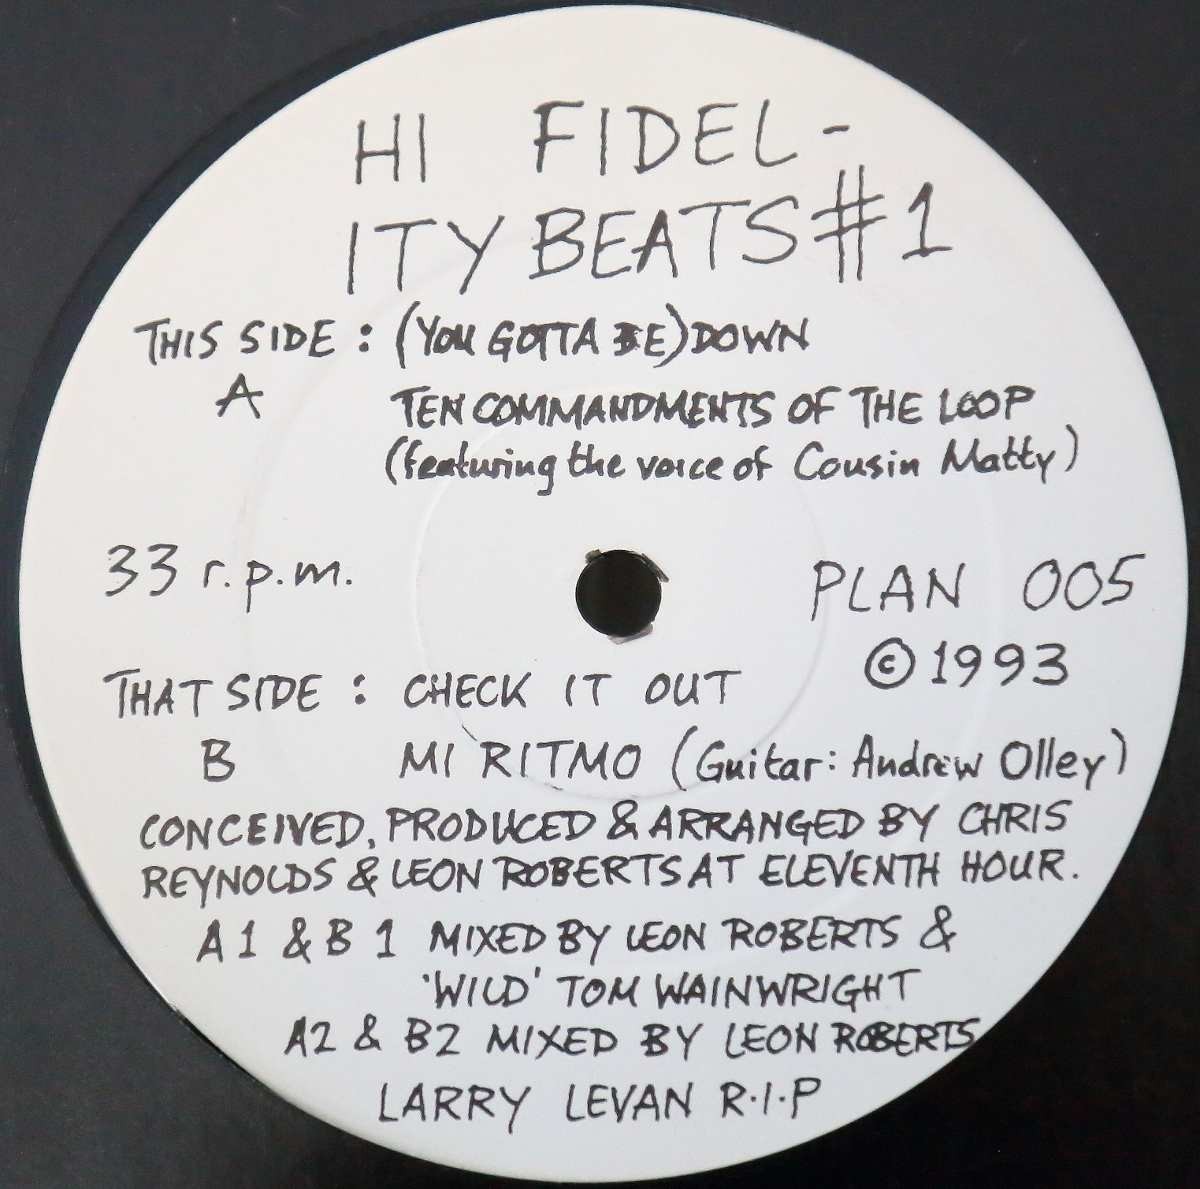 HI FIDEL-
ITY BEATS #1
THIS SIDE : (YOU GOTTA BE) DOWN
A
TEN COMMANDMENTS OF THE LOOP
(featuring the voice of Cousin Matty)
33 r.p.m.
PLAN 005
© 1993
THAT SIDE : CHECK IT OUT
B
MI RITMO (Guitar: Andrew Olley)
CONCEIVED, PRODUCED & ARRANGED BY CHRIS
REYNOLDS & LEON ROBERTS AT ELEVENTH HOUR.
A1 & B1 MIXED BY LEON ROBERTS &
'WILD' TOM WAINWRIGHT
A2 & B2 MIXED BY LEON ROBERTS
LARRY LEVAN R.I.P